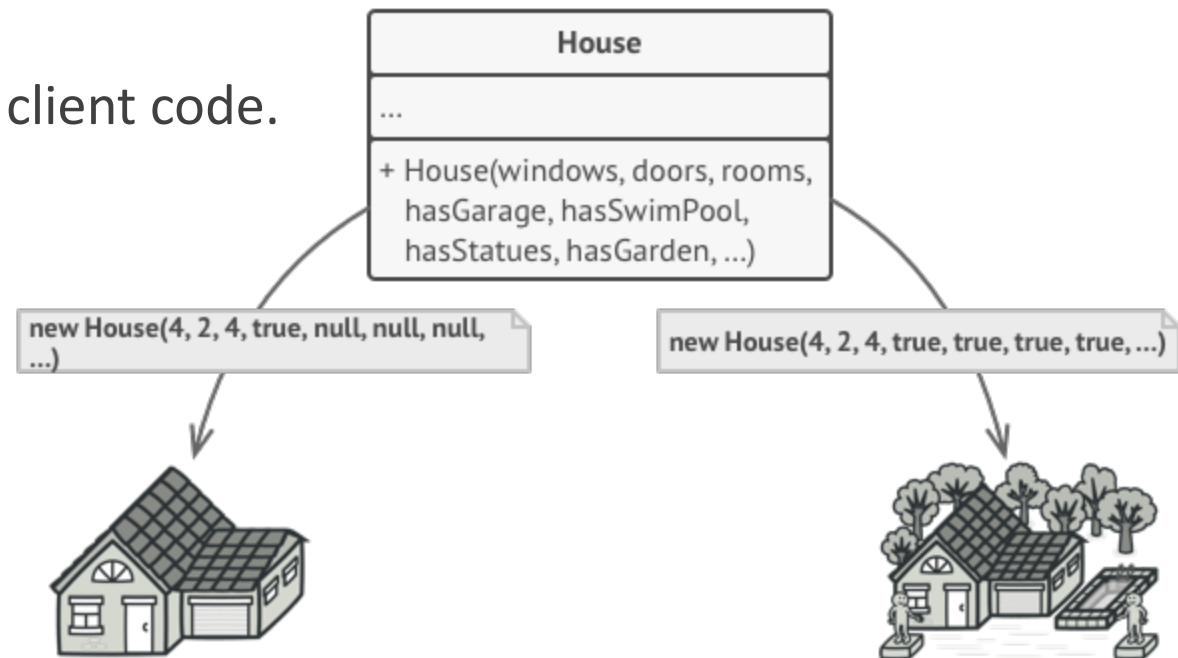 House
client code.
...
+ House(windows, doors, rooms,
hasGarage, hasSwimPool,
hasStatues, hasGarden, ...)
new House(4, 2, 4, true, null, null, null,
...)
new House(4, 2, 4, true, true, true, true, ...)